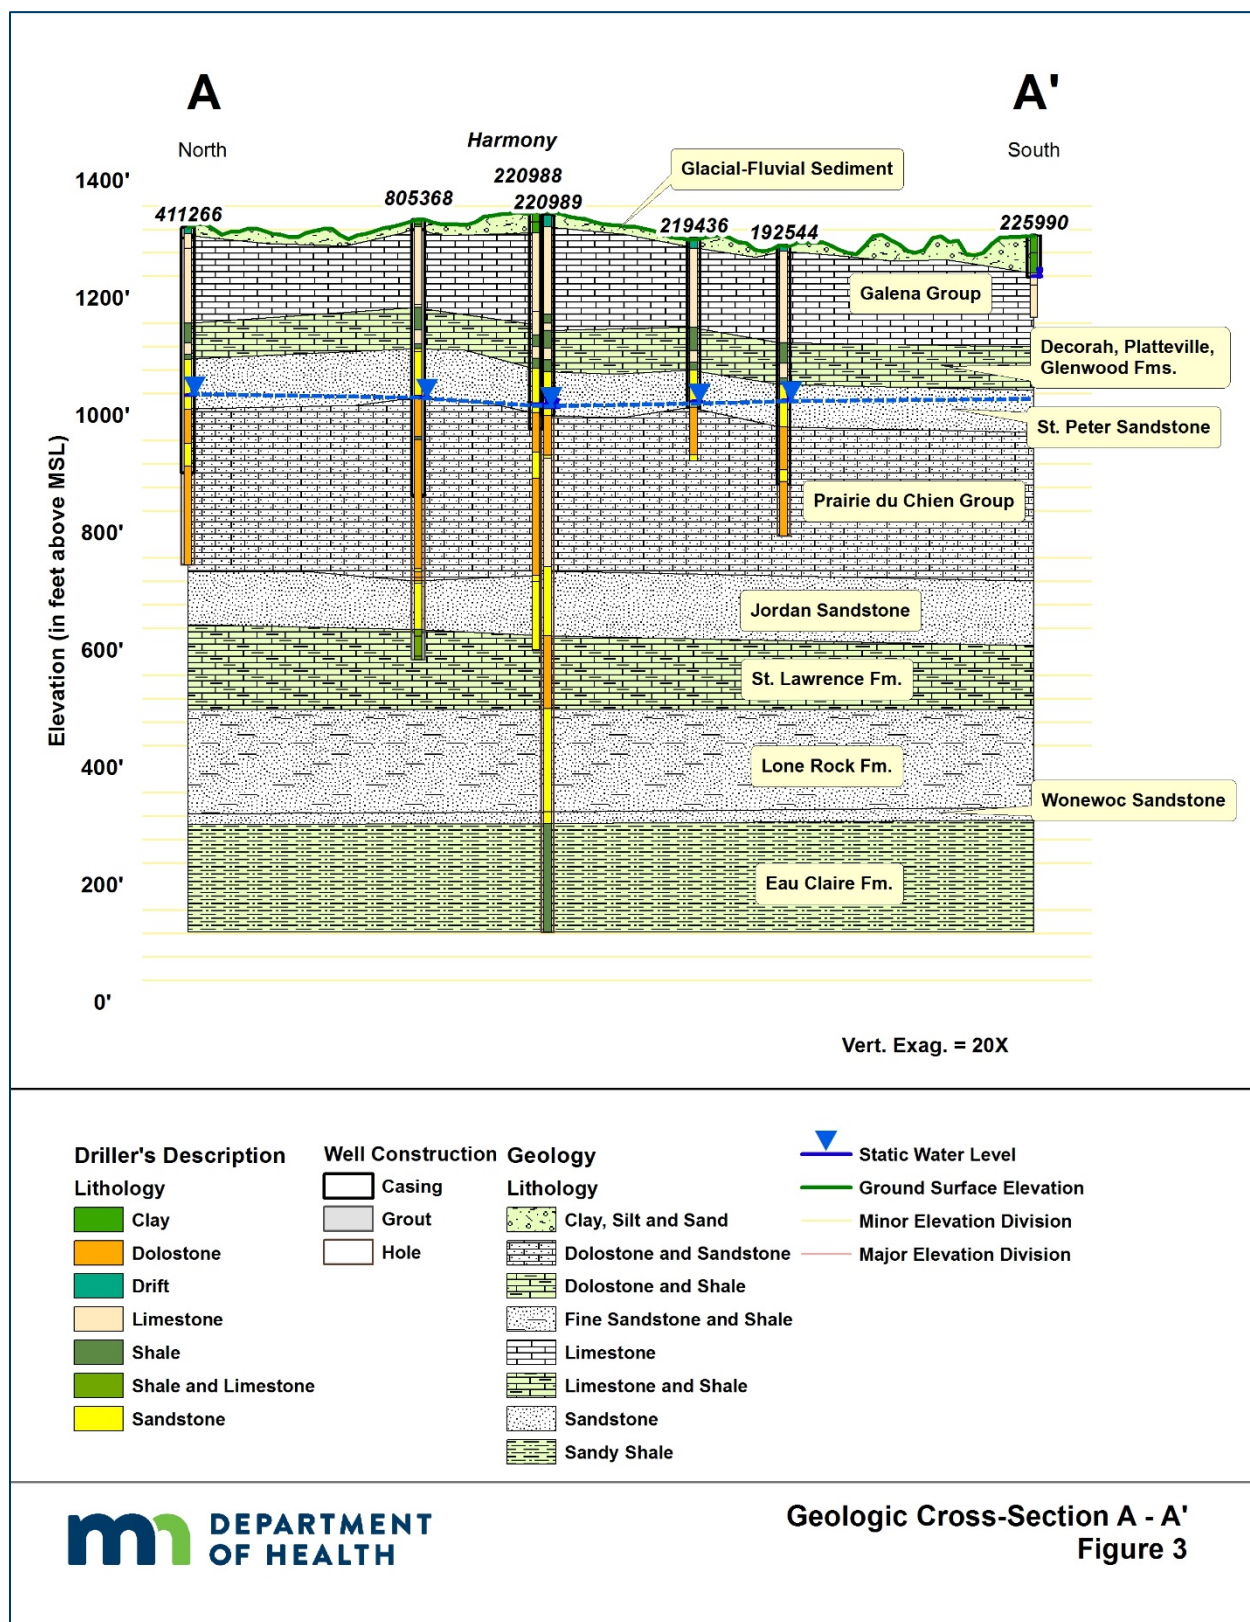 A
A'
North
Harmony
South
Glacial-Fluvial Sediment
1400'
220988
411266
805368
220989
219436
192544
225990
1200'
Galena Group
Decorah, Platteville,
Glenwood Fms.
1000'
St. Peter Sandstone
Elevation (in feet above MSL)
Prairie du Chien Group
800'
Jordan Sandstone
600'
St. Lawrence Fm.
400'
Lone Rock Fm.
Wonewoc Sandstone
200'
Eau Claire Fm.
0'
Vert. Exag. = 20X
Driller's Description
Lithology
Clay
Dolostone
Drift
Limestone
Shale
Shale and Limestone
Sandstone
Well Construction
Casing
Grout
Hole
Geology
Lithology
Clay, Silt and Sand
Dolostone and Sandstone
Dolostone and Shale
Fine Sandstone and Shale
Limestone
Limestone and Shale
Sandstone
Sandy Shale
Static Water Level
Ground Surface Elevation
Minor Elevation Division
Major Elevation Division
mn DEPARTMENT
OF HEALTH
Geologic Cross-Section A - A'
Figure 3